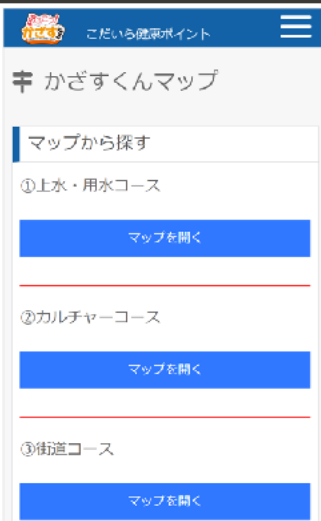 こだいら健康ポイント
かざすくんマップ
マップから探す
①上水・用水コース
マップを開く
②カルチャーコース
マップを開く
③街道コース
マップを開く